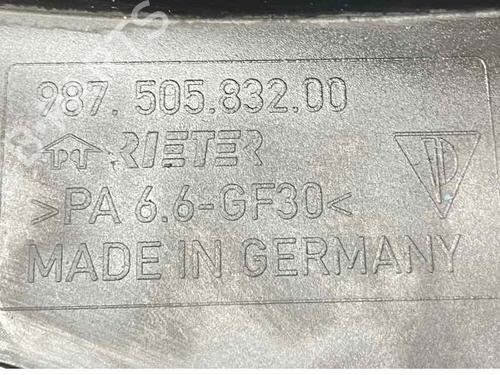 987.505.832.00
RIETER
>PA 6.6-GF30<
MADE IN GERMANY